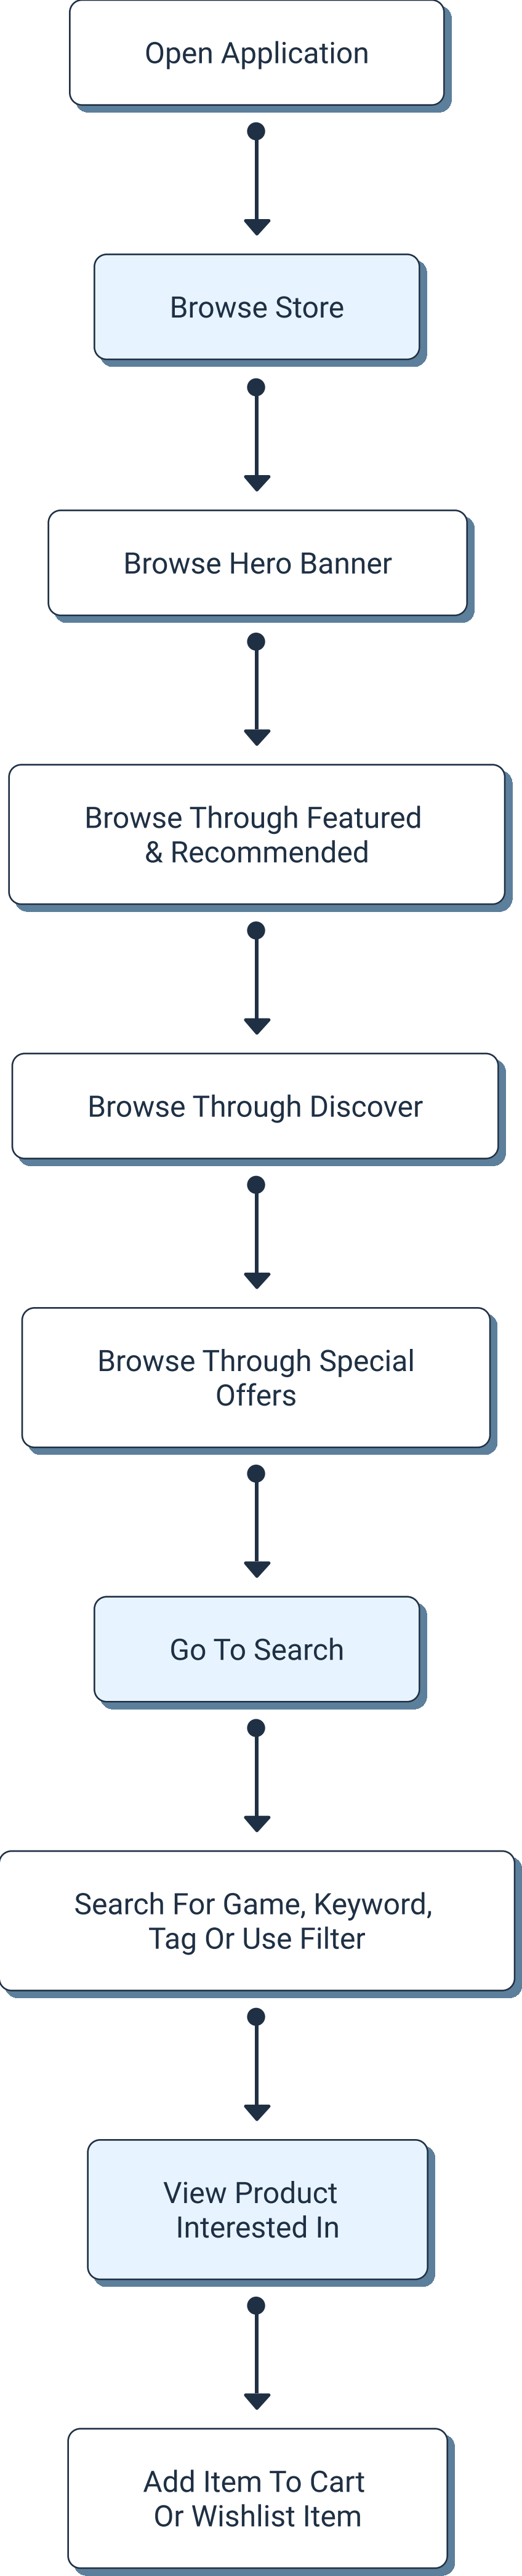 Open Application
Browse Store
Browse Hero Banner
Browse Through Featured
& Recommended
Browse Through Discover
Browse Through Special
Offers
Go To Search
Search For Game, Keyword,
Tag Or Use Filter
View Product
Interested In
Add Item To Cart
Or Wishlist Item